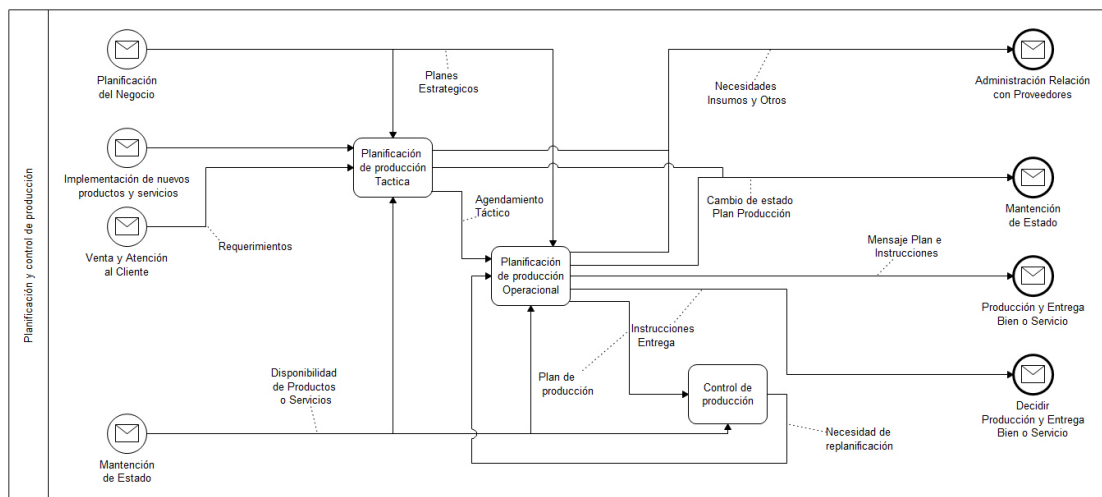 Planificación y control de producción
Planificación
del Negocio
Planes
Estrategicos
Necesidades
Insumos y Otros
Administración Relación
con Proveedores
Implementación de nuevos
productos y servicios
Planificación
de producción
Tactica
Cambio de estado
Plan Producción
Mantención
de Estado
Agendamiento
Táctico
Venta y Atención
al Cliente
Requerimientos
Mensaje Plan e
Instrucciones
Planificación
de producción
Operacional
Producción y Entrega
Bien o Servicio
Instrucciones
Entrega
Disponibilidad
de Productos
o Servicios
Plan de
producción
Control de
producción
Decidir
Producción y Entrega
Bien o Servicio
Necesidad de
replanificación
Mantención
de Estado